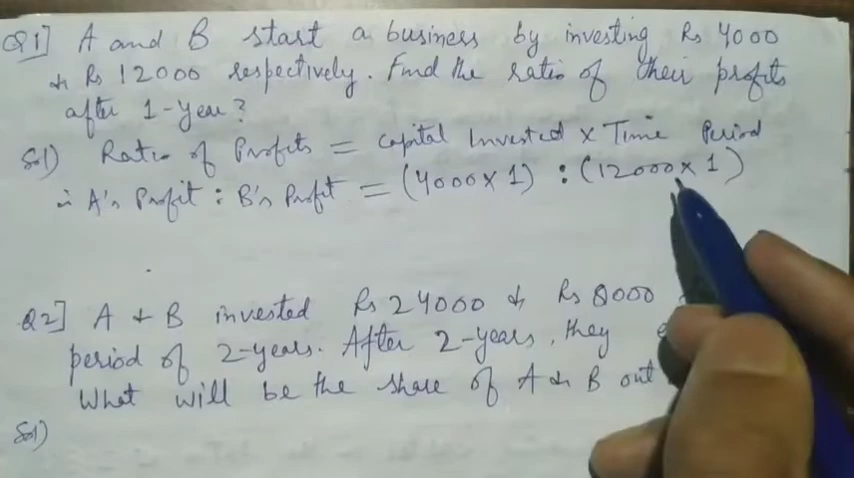 Q1] A and B start a business by investing Rs 4000
& Rs 12000 respectively. Find the ratio of their profits
after 1-Year?
Sol) Ratio of Profits = Capital Invested x Time Period
∴ A's Profit : B's Profit = (4000 x 1) : (12000 x 1)
Q2] A & B invested Rs 24000 & Rs 8000
period of 2-years. After 2-years, they
What will be the share of A & B out
Sol)